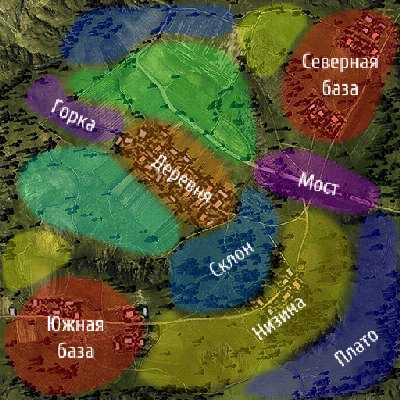 Северная
база
Горка
Деревня
Мост
Склон
Низина
Южная
база
Плато